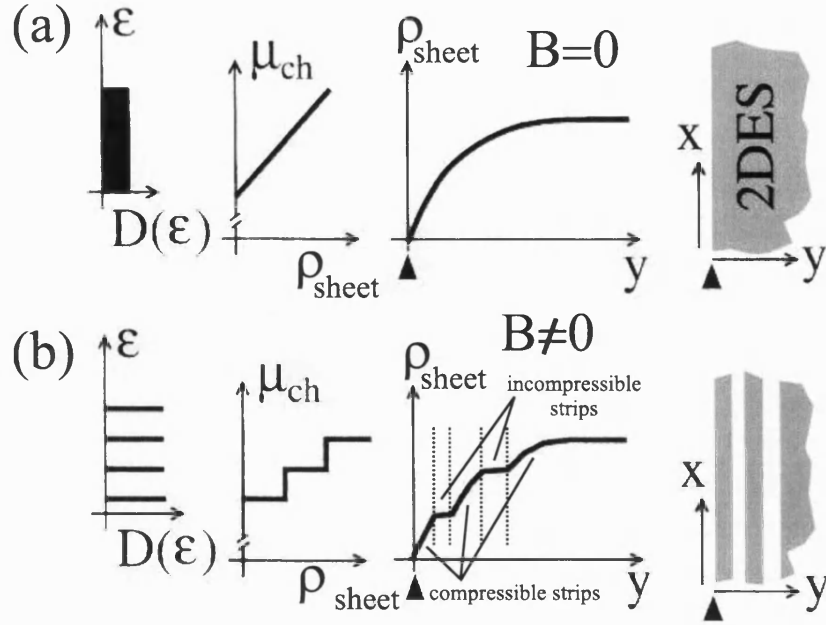 (a)
ε
D(ε)
μch
ρsheet
ρsheet
B=0
y
x
2DES
y
(b)
ε
D(ε)
μch
ρsheet
B≠0
ρsheet
incompressible
strips
compressible strips
y
x
y